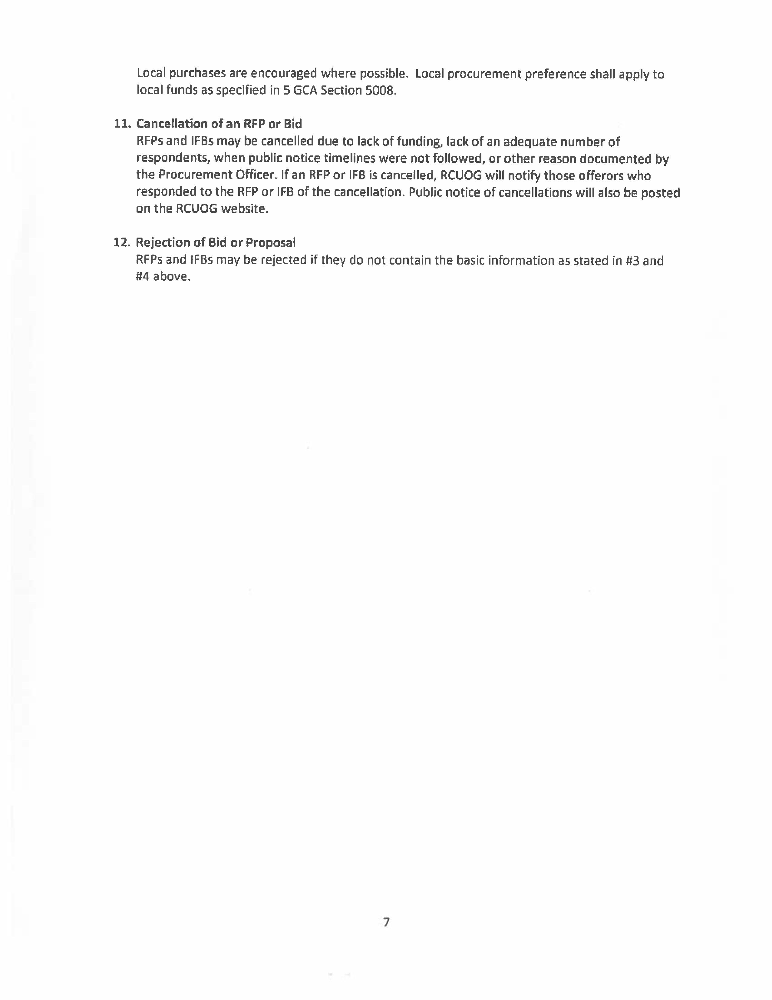 Local purchases are encouraged where possible.  Local procurement preference shall apply to
local funds as specified in 5 GCA Section 5008.
11. Cancellation of an RFP or Bid
RFPs and IFBs may be cancelled due to lack of funding, lack of an adequate number of
respondents, when public notice timelines were not followed, or other reason documented by
the Procurement Officer. If an RFP or IFB is cancelled, RCUOG will notify those offerors who
responded to the RFP or IFB of the cancellation. Public notice of cancellations will also be posted
on the RCUOG website.
12. Rejection of Bid or Proposal
RFPs and IFBs may be rejected if they do not contain the basic information as stated in #3 and
#4 above.
7